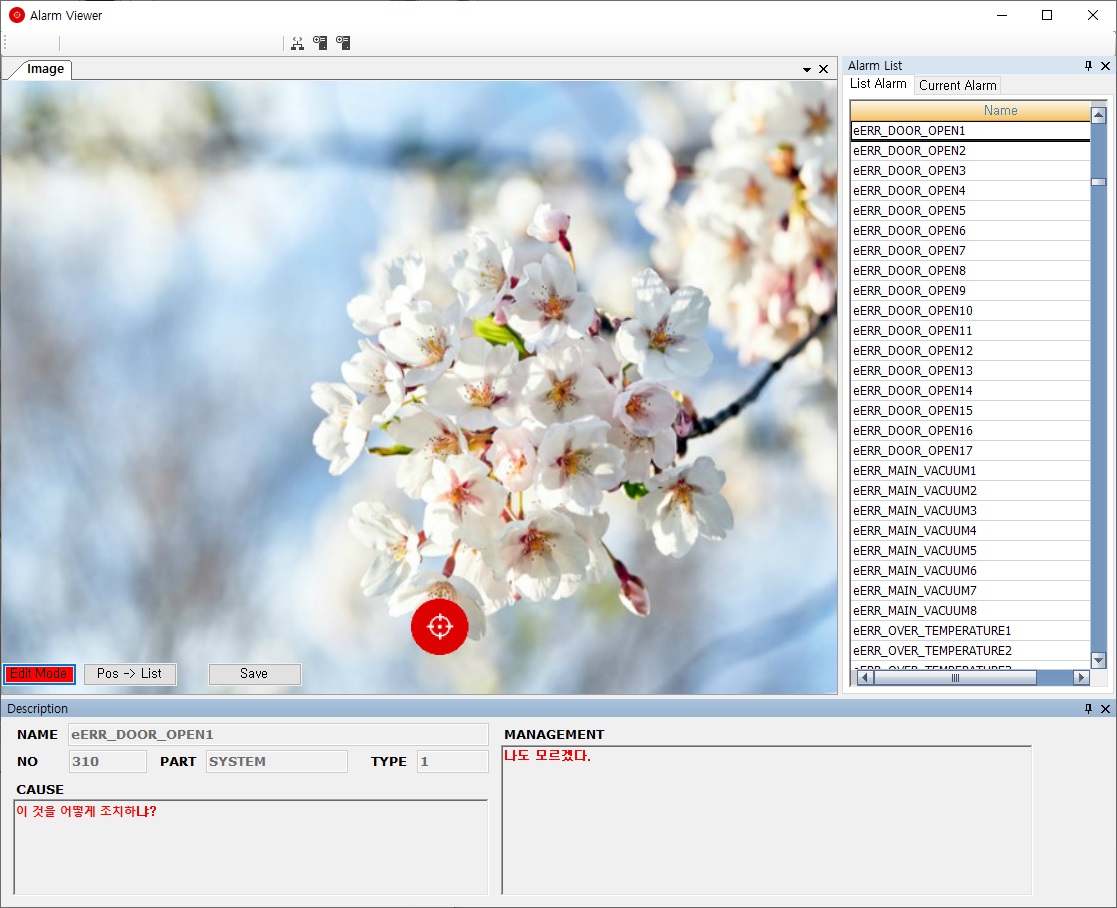 Alarm Viewer
Image
Alarm List
List Alarm
Current Alarm
Name
eERR_DOOR_OPEN1
eERR_DOOR_OPEN2
eERR_DOOR_OPEN3
eERR_DOOR_OPEN4
eERR_DOOR_OPEN5
eERR_DOOR_OPEN6
eERR_DOOR_OPEN7
eERR_DOOR_OPEN8
eERR_DOOR_OPEN9
eERR_DOOR_OPEN10
eERR_DOOR_OPEN11
eERR_DOOR_OPEN12
eERR_DOOR_OPEN13
eERR_DOOR_OPEN14
eERR_DOOR_OPEN15
eERR_DOOR_OPEN16
eERR_DOOR_OPEN17
eERR_MAIN_VACUUM1
eERR_MAIN_VACUUM2
eERR_MAIN_VACUUM3
eERR_MAIN_VACUUM4
eERR_MAIN_VACUUM5
eERR_MAIN_VACUUM6
eERR_MAIN_VACUUM7
eERR_MAIN_VACUUM8
eERR_OVER_TEMPERATURE1
eERR_OVER_TEMPERATURE2
Edit Mode
Pos -> List
Save
Description
NAME eERR_DOOR_OPEN1
NO 310 PART SYSTEM TYPE 1
CAUSE
이 것을 어떻게 조치하냐?
MANAGEMENT
나도 모르겠다.